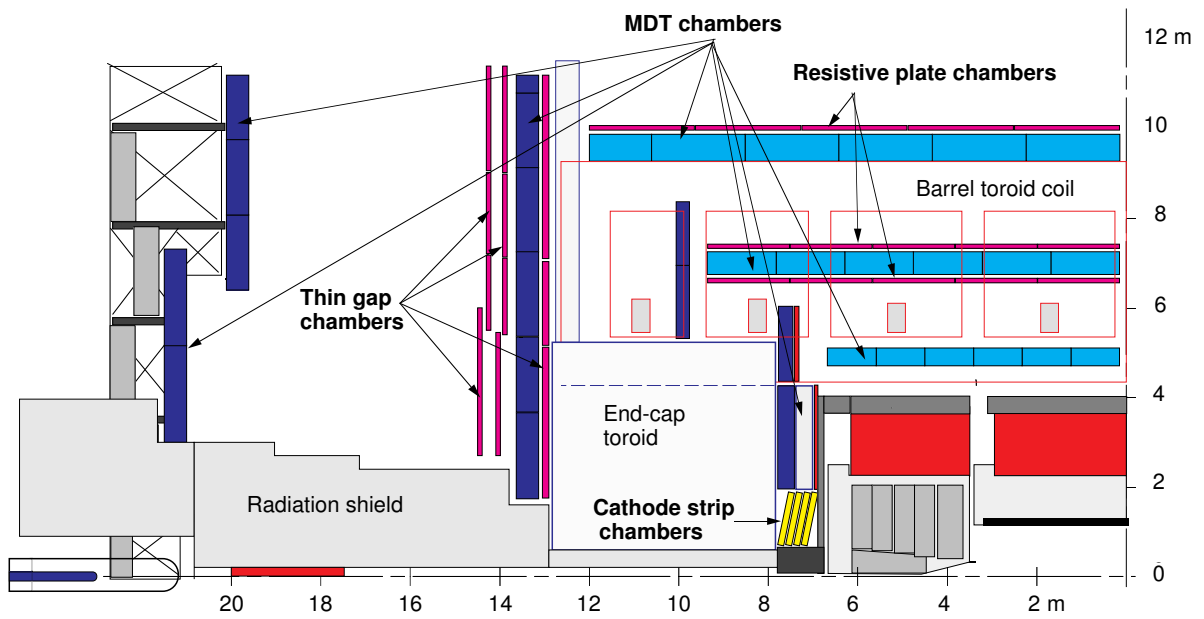 MDT chambers
12 m
Resistive plate chambers
10
Barrel toroid coil
8
Thin gap
chambers
6
4
End-cap
toroid
Radiation shield
2
Cathode strip
chambers
0
20
18
16
14
12
10
8
6
4
2 m